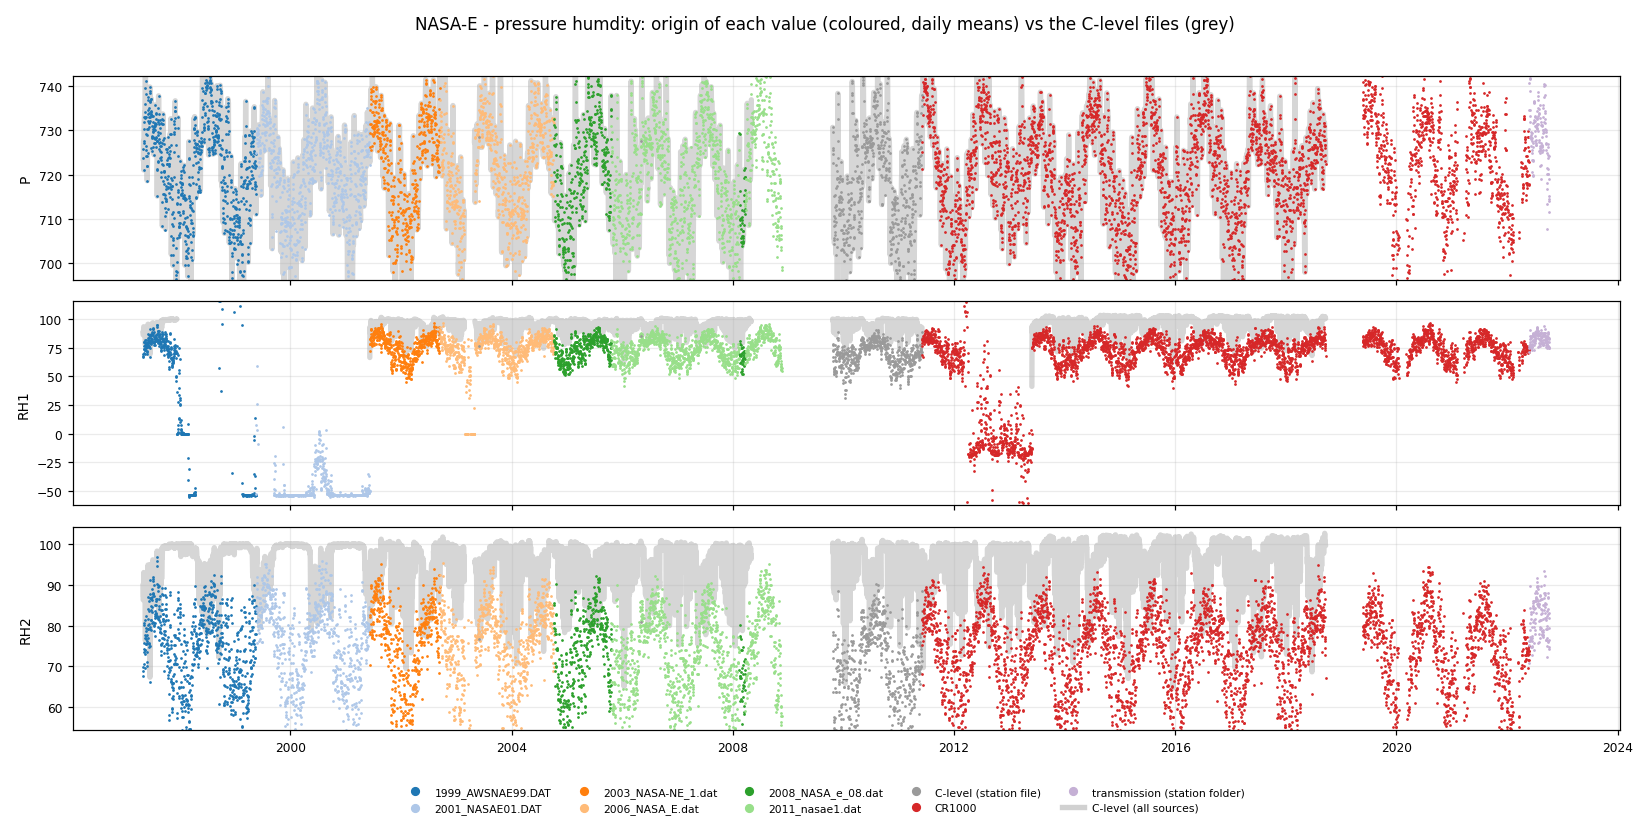 NASA-E - pressure humdity: origin of each value (coloured, daily means) vs the C-level files (grey)
740
730
720
710
700
P
100
75
50
25
0
−25
−50
RH1
100
90
80
70
60
RH2
2000
2004
2008
2012
2016
2020
2024
1999_AWSNAE99.DAT
2001_NASAE01.DAT
2003_NASA-NE_1.dat
2006_NASA_E.dat
2008_NASA_e_08.dat
2011_nasae1.dat
C-level (station file)
CR1000
transmission (station folder)
C-level (all sources)